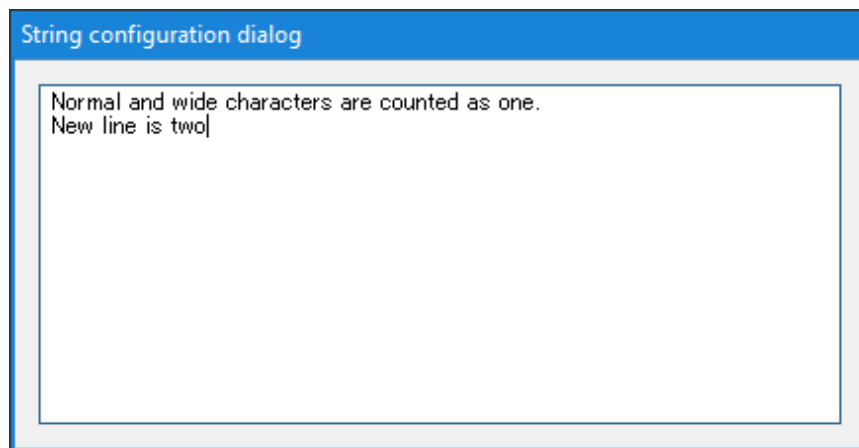 String configuration dialog
Normal and wide characters are counted as one.
New line is two